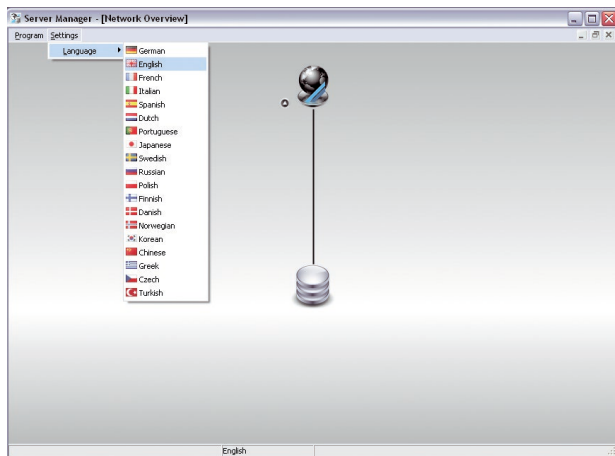 Server Manager - [Network Overview]
Program Settings
Language
German
English
French
Italian
Spanish
Dutch
Portuguese
Japanese
Swedish
Russian
Polish
Finnish
Danish
Norwegian
Korean
Chinese
Greek
Czech
Turkish
English